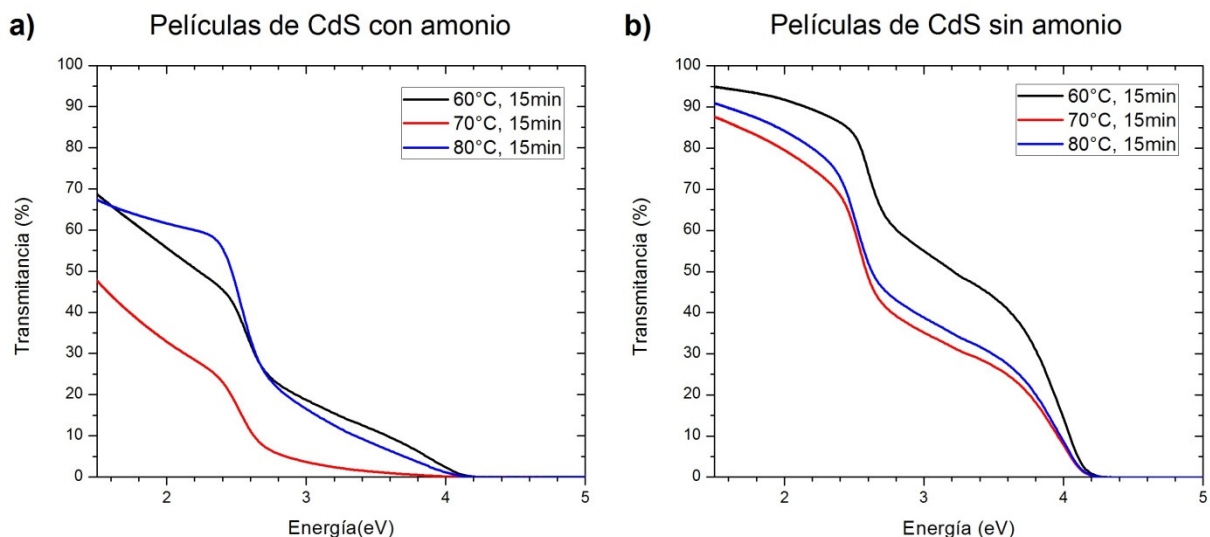 a) Películas de CdS con amonio
100
90
80
70
60
50
40
30
20
10
0
Transmitancia (%)
60°C, 15min
70°C, 15min
80°C, 15min
2 3 4 5
Energía(eV)
b) Películas de CdS sin amonio
100
90
80
70
60
50
40
30
20
10
0
Transmitancia (%)
60°C, 15min
70°C, 15min
80°C, 15min
2 3 4 5
Energía (eV)